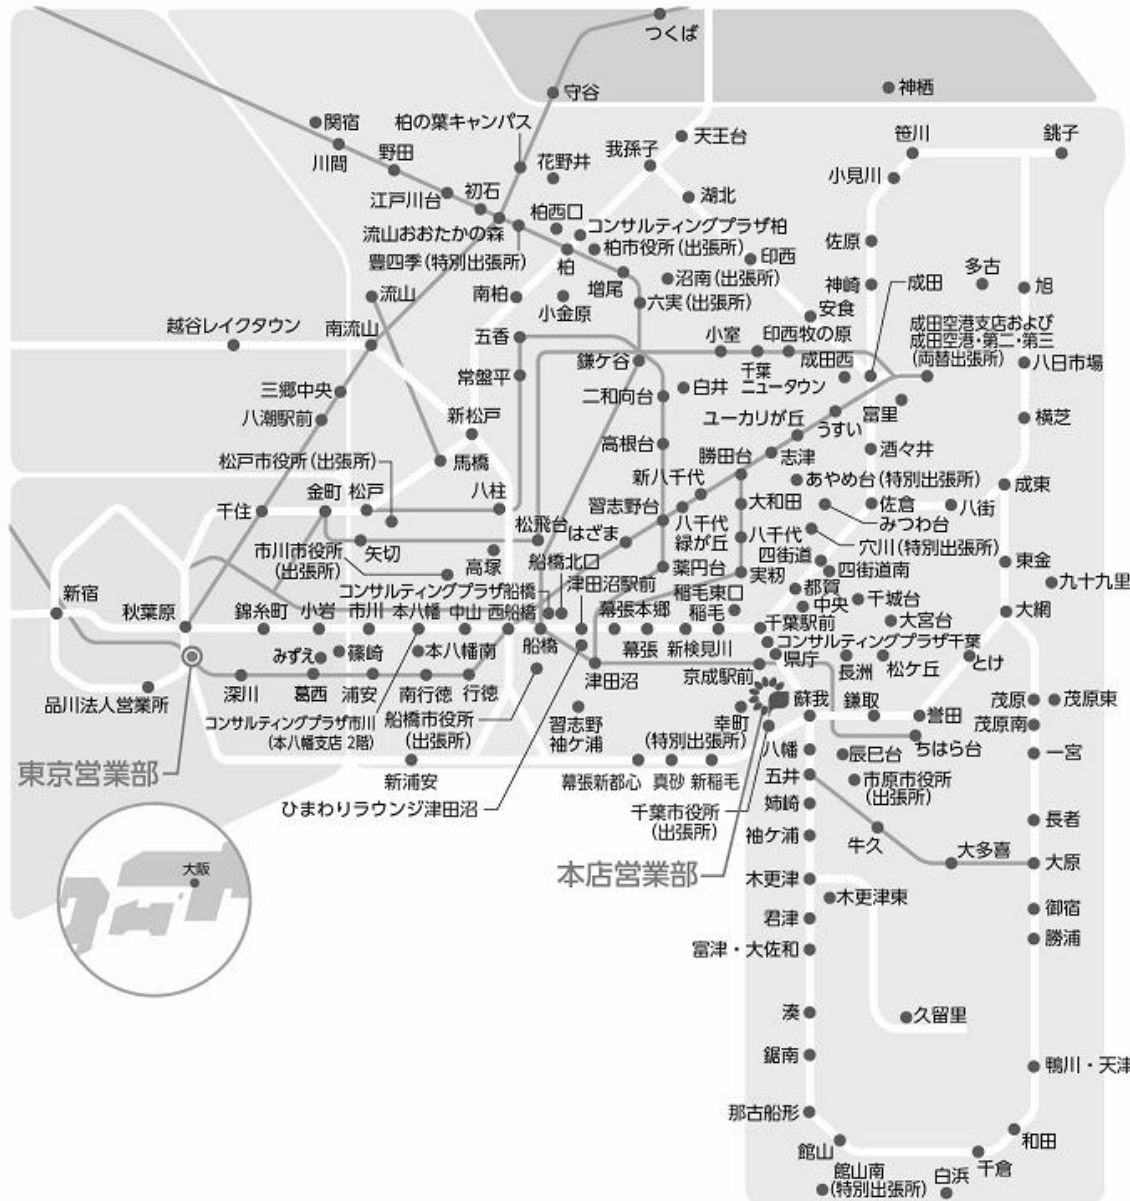 つくば
守谷
神栖
関宿
柏の葉キャンパス
天王台
笹川
銚子
川間
野田
花野井
我孫子
小見川
江戸川台
初石
湖北
柏西口
コンサルティングプラザ柏
流山おおたかの森
柏市役所(出張所)
佐原
豊四季(特別出張所)
柏
印西
沼南(出張所)
多古
流山
南柏
増尾
神崎
成田
旭
小金原
六実(出張所)
安食
越谷レイクタウン
南流山
五香
小室
印西牧の原
成田空港支店および
成田空港・第二・第三
(両替出張所)
鎌ケ谷
千葉
ニュータウン
成田西
八日市場
三郷中央
常盤平
二和向台
白井
富里
八潮駅前
新松戸
ユーカリが丘
うすい
横芝
松戸市役所(出張所)
馬橋
高根台
勝田台
志津
酒々井
新八千代
あやめ台(特別出張所)
成東
金町
松戸
八柱
習志野台
大和田
佐倉
八街
千住
みつわ台
松飛台
はざま
八千代
緑が丘
八千代
穴川(特別出張所)
市川市役所
(出張所)
矢切
高塚
船橋北口
薬円台
実籾
四街道
四街道南
東金
九十九里
新宿
コンサルティングプラザ船橋
津田沼駅前
稲毛東口
都賀
秋葉原
錦糸町
小岩
市川
本八幡
中山
西船橋
幕張本郷
稲毛
中央
千城台
大網
船橋
幕張
新検見川
千葉駅前
大宮台
みずえ
篠崎
本八幡南
コンサルティングプラザ千葉
県庁
長洲
松ケ丘
とけ
深川
葛西
浦安
南行徳
行徳
津田沼
京成駅前
品川法人営業所
コンサルティングプラザ市川
(本八幡支店 2階)
船橋市役所
(出張所)
習志野
袖ケ浦
幸町
(特別出張所)
蘇我
鎌取
誉田
茂原
茂原東
茂原南
八幡
辰巳台
ちはら台
一宮
東京営業部
新浦安
幕張新都心
真砂
新稲毛
五井
市原市役所
(出張所)
ひまわりラウンジ津田沼
千葉市役所
(出張所)
姉崎
長者
袖ケ浦
牛久
大多喜
大原
大阪
本店営業部
木更津
木更津東
御宿
君津
勝浦
富津・大佐和
湊
久留里
鋸南
鴨川・天津
那古船形
和田
館山
千倉
館山南
(特別出張所)
白浜